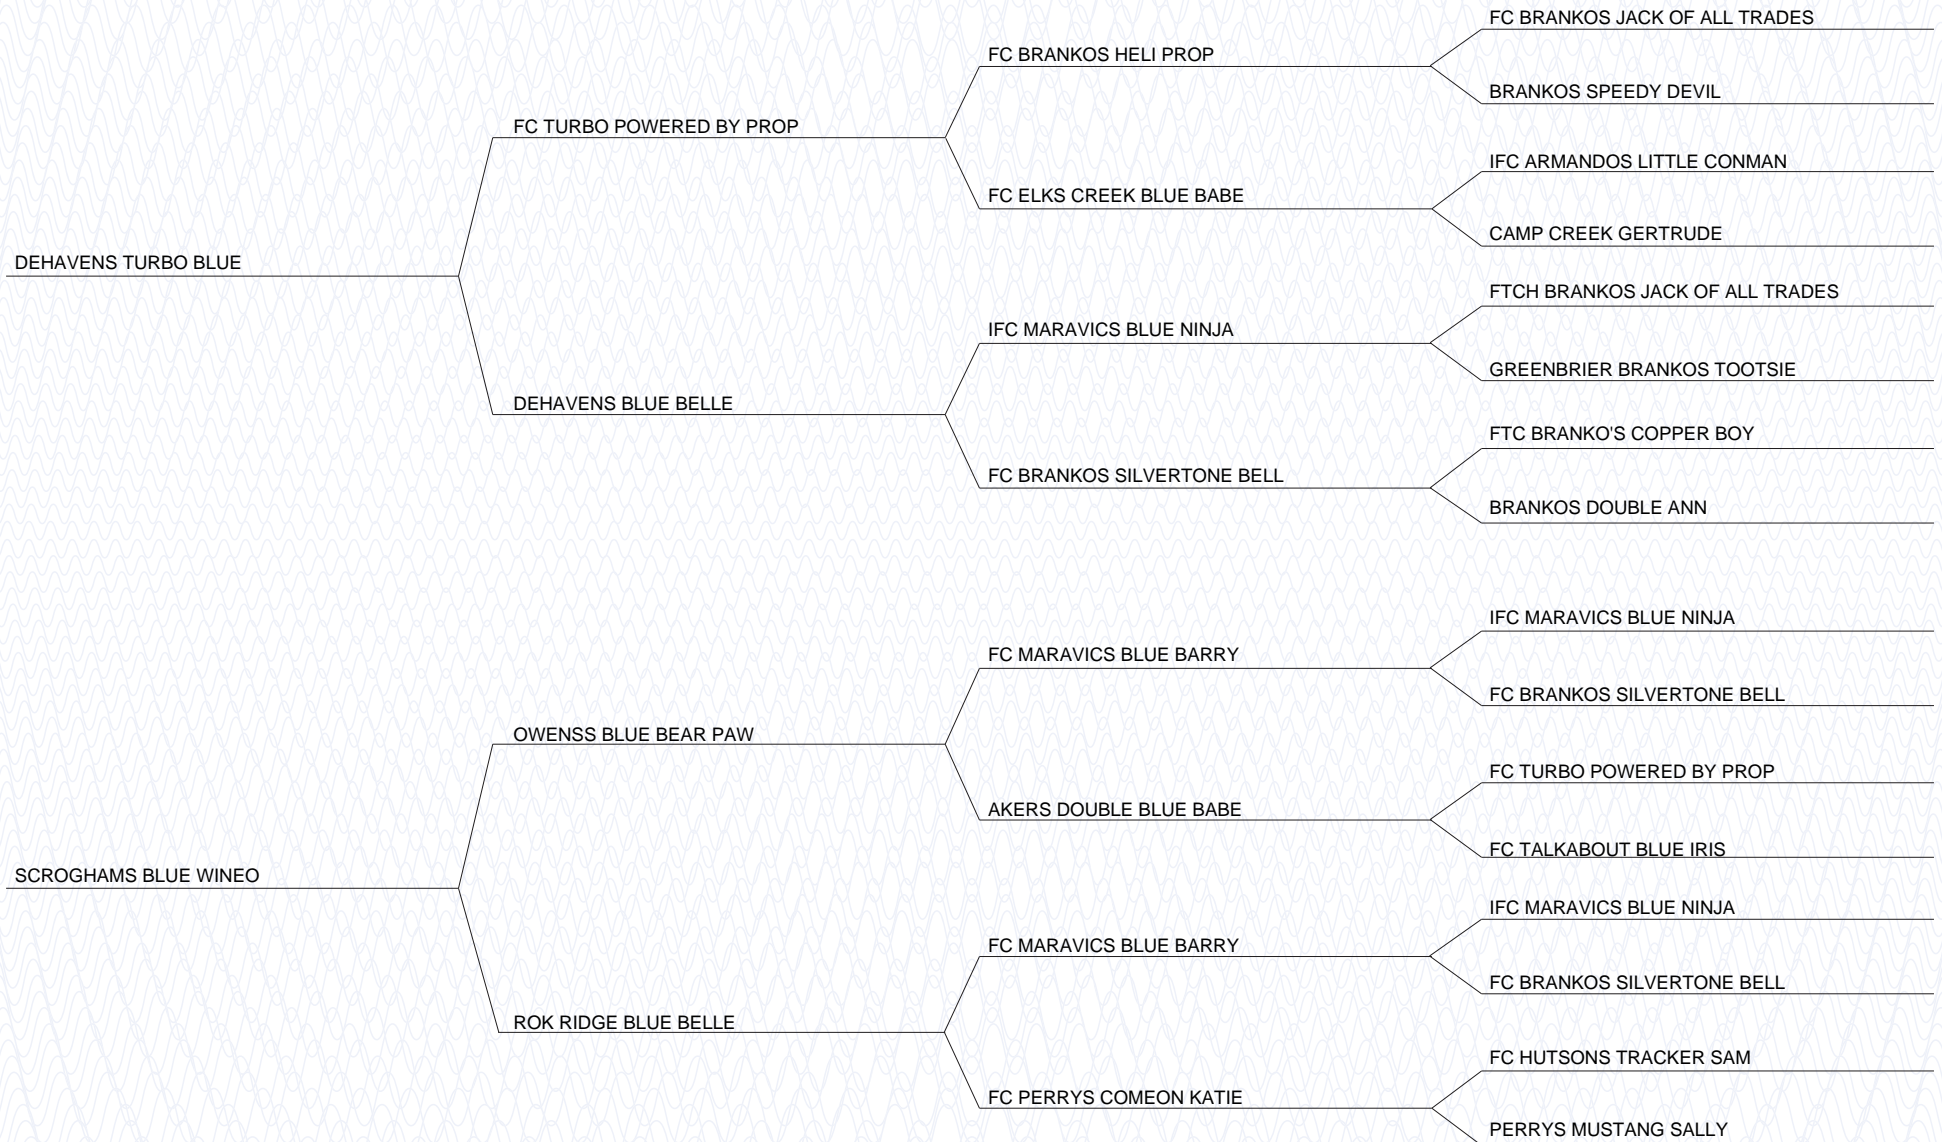 FC BRANKOS JACK OF ALL TRADES
FC BRANKOS HELI PROP
BRANKOS SPEEDY DEVIL
FC TURBO POWERED BY PROP
IFC ARMANDOS LITTLE CONMAN
FC ELKS CREEK BLUE BABE
CAMP CREEK GERTRUDE
DEHAVENS TURBO BLUE
FTCH BRANKOS JACK OF ALL TRADES
IFC MARAVICS BLUE NINJA
GREENBRIER BRANKOS TOOTSIE
DEHAVENS BLUE BELLE
FTC BRANKO'S COPPER BOY
FC BRANKOS SILVERTONE BELL
BRANKOS DOUBLE ANN
IFC MARAVICS BLUE NINJA
FC MARAVICS BLUE BARRY
FC BRANKOS SILVERTONE BELL
OWENSS BLUE BEAR PAW
FC TURBO POWERED BY PROP
AKERS DOUBLE BLUE BABE
FC TALKABOUT BLUE IRIS
SCROGHAMS BLUE WINEO
IFC MARAVICS BLUE NINJA
FC MARAVICS BLUE BARRY
FC BRANKOS SILVERTONE BELL
ROK RIDGE BLUE BELLE
FC HUTSONS TRACKER SAM
FC PERRYS COMEON KATIE
PERRYS MUSTANG SALLY